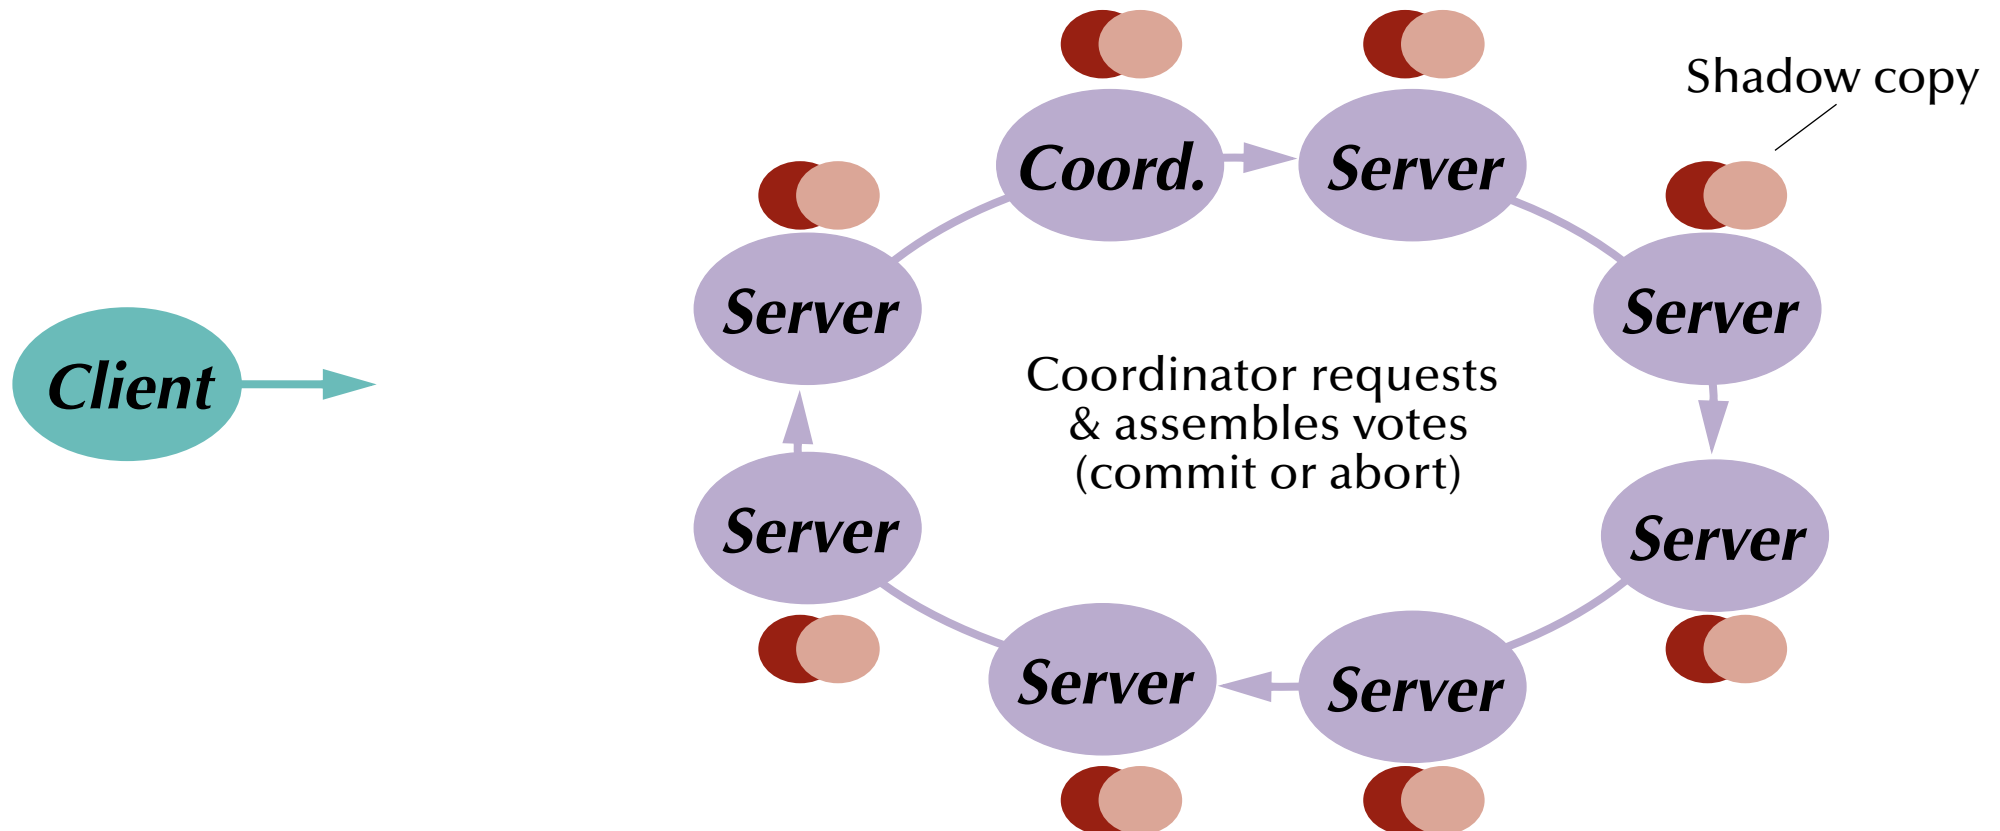 Shadow copy
Coord.
Server
Server
Server
Client
Coordinator requests
& assembles votes
(commit or abort)
Server
Server
Server
Server